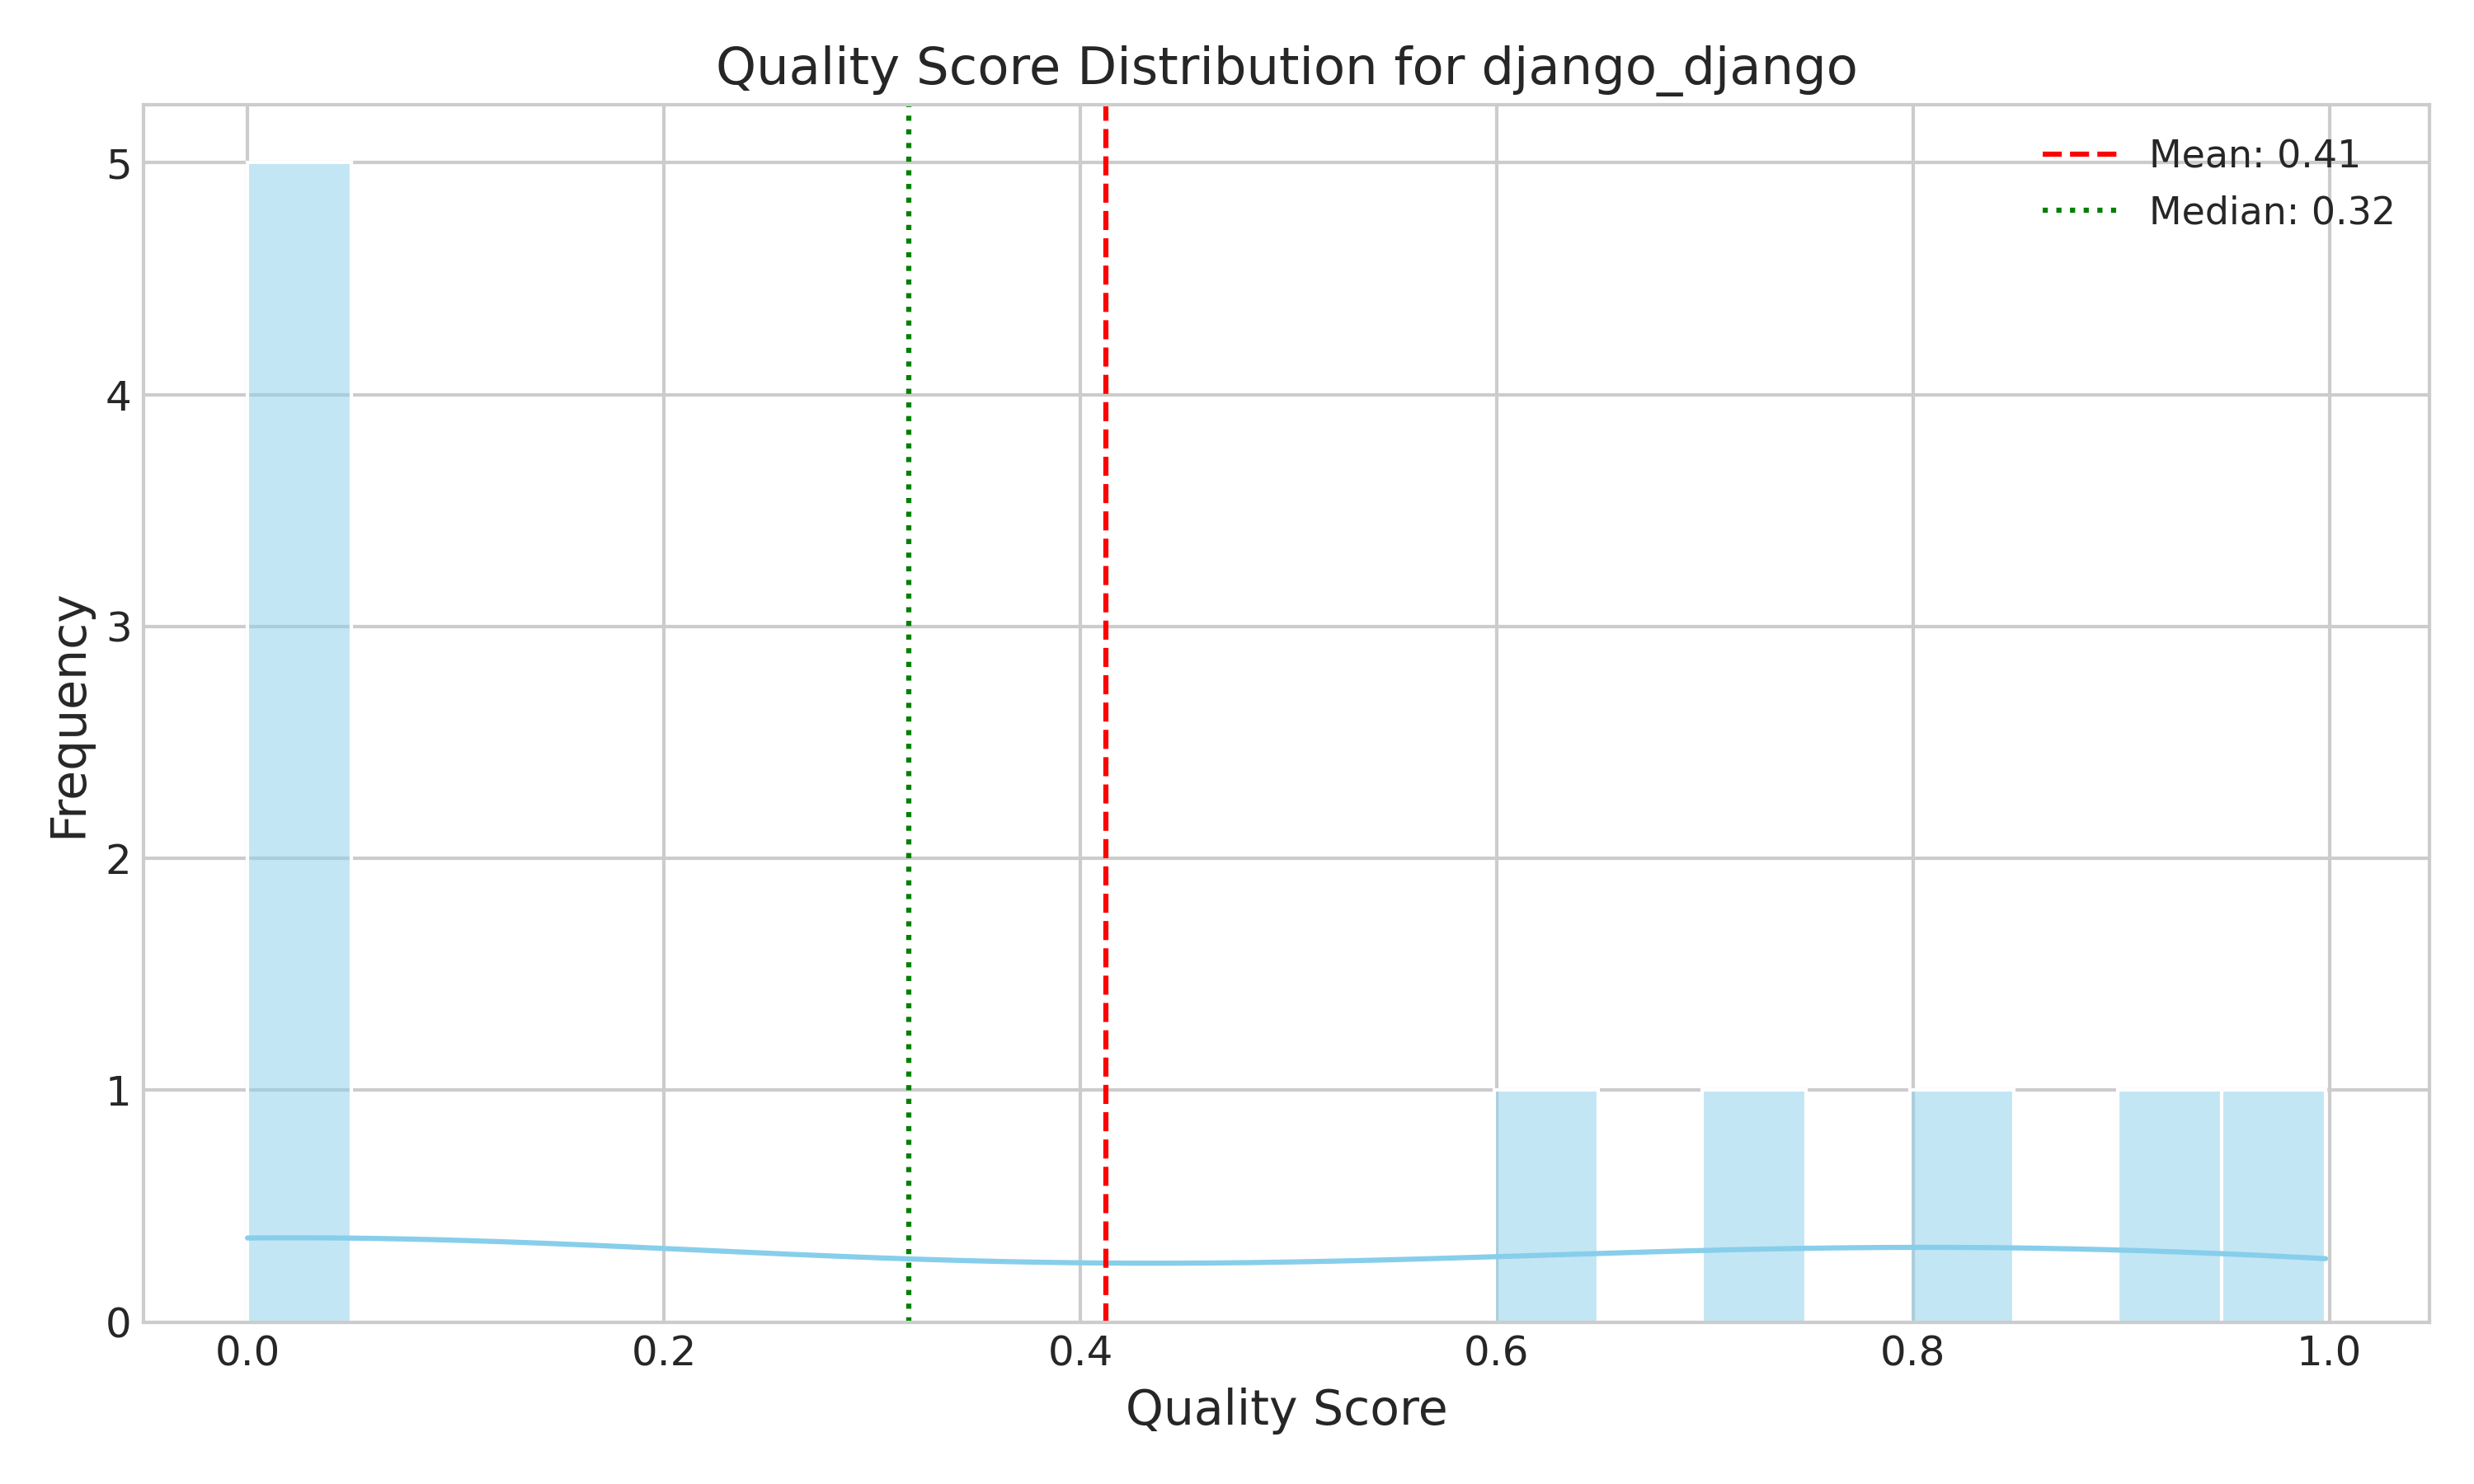 Quality Score Distribution for django_django
Mean: 0.41
Median: 0.32
Frequency
5
4
3
2
1
0
0.0 0.2 0.4 0.6 0.8 1.0
Quality Score